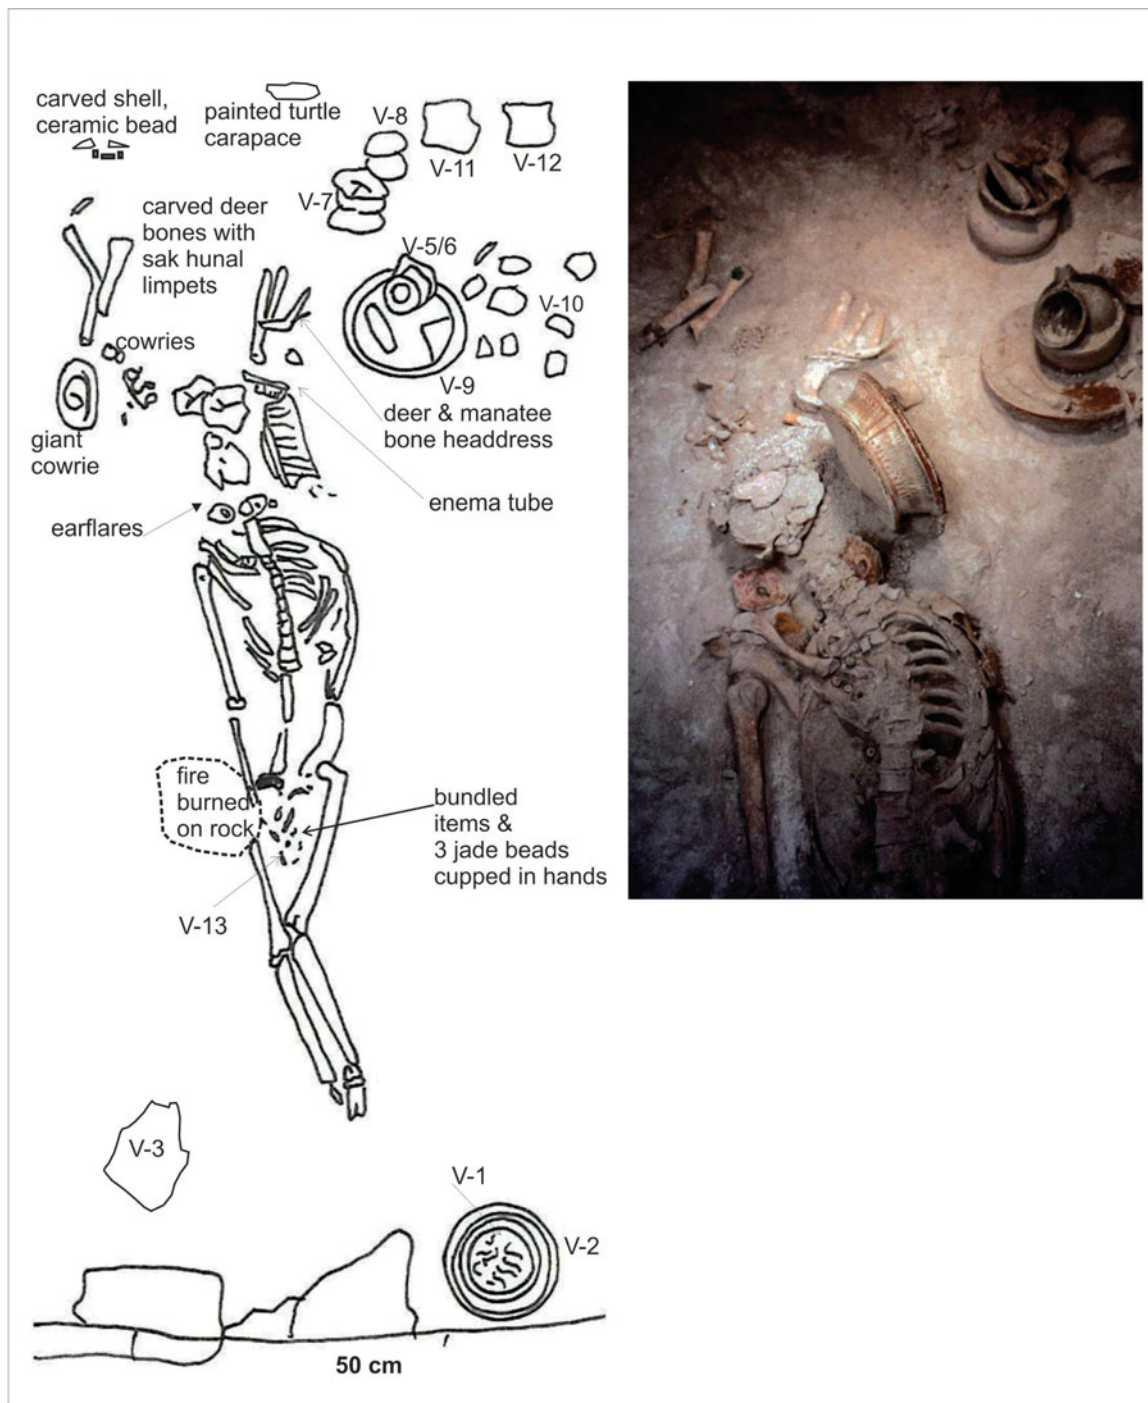 carved shell,
ceramic bead
painted turtle
carapace
V-8
V-11
V-12
V-7
carved deer
bones with
sak hunal
limpets
V-5/6
V-10
cowries
V-9
giant
cowrie
deer & manatee
bone headdress
enema tube
earflares
fire
burned
on rock
bundled
items &
3 jade beads
cupped in hands
V-13
V-3
V-1
V-2
50 cm